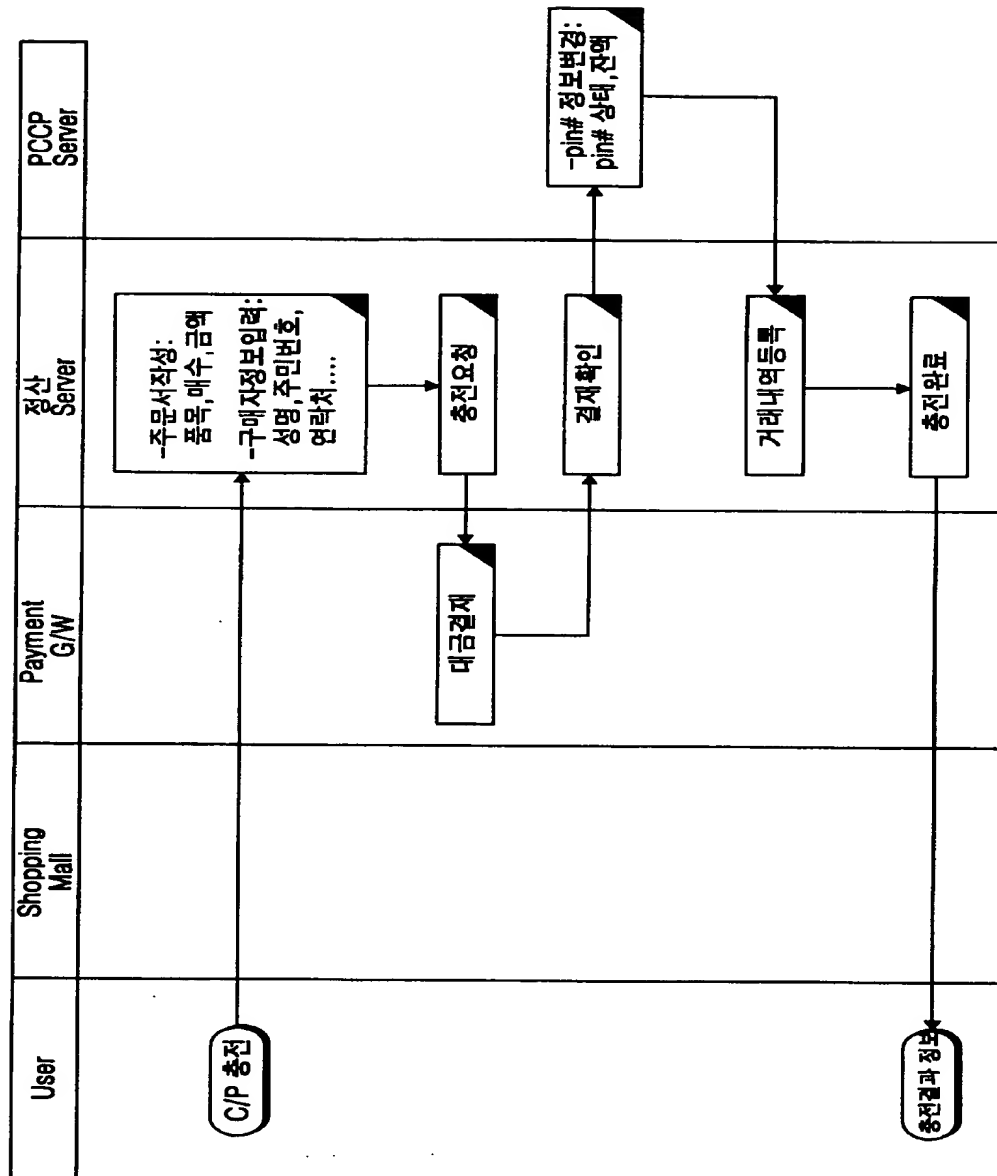 User
Shopping
Mall
Payment
G/W
정산
Server
PCCP
Server
C/P 충전
-주문서작성:
품목,매수,금액
-구매자정보입력:
성명,주민번호,
연락처....
충전요청
대금결재
결재확인
-pin# 정보변경:
pin# 상태,잔액
거래내역등록
충전완료
충전결과 정보